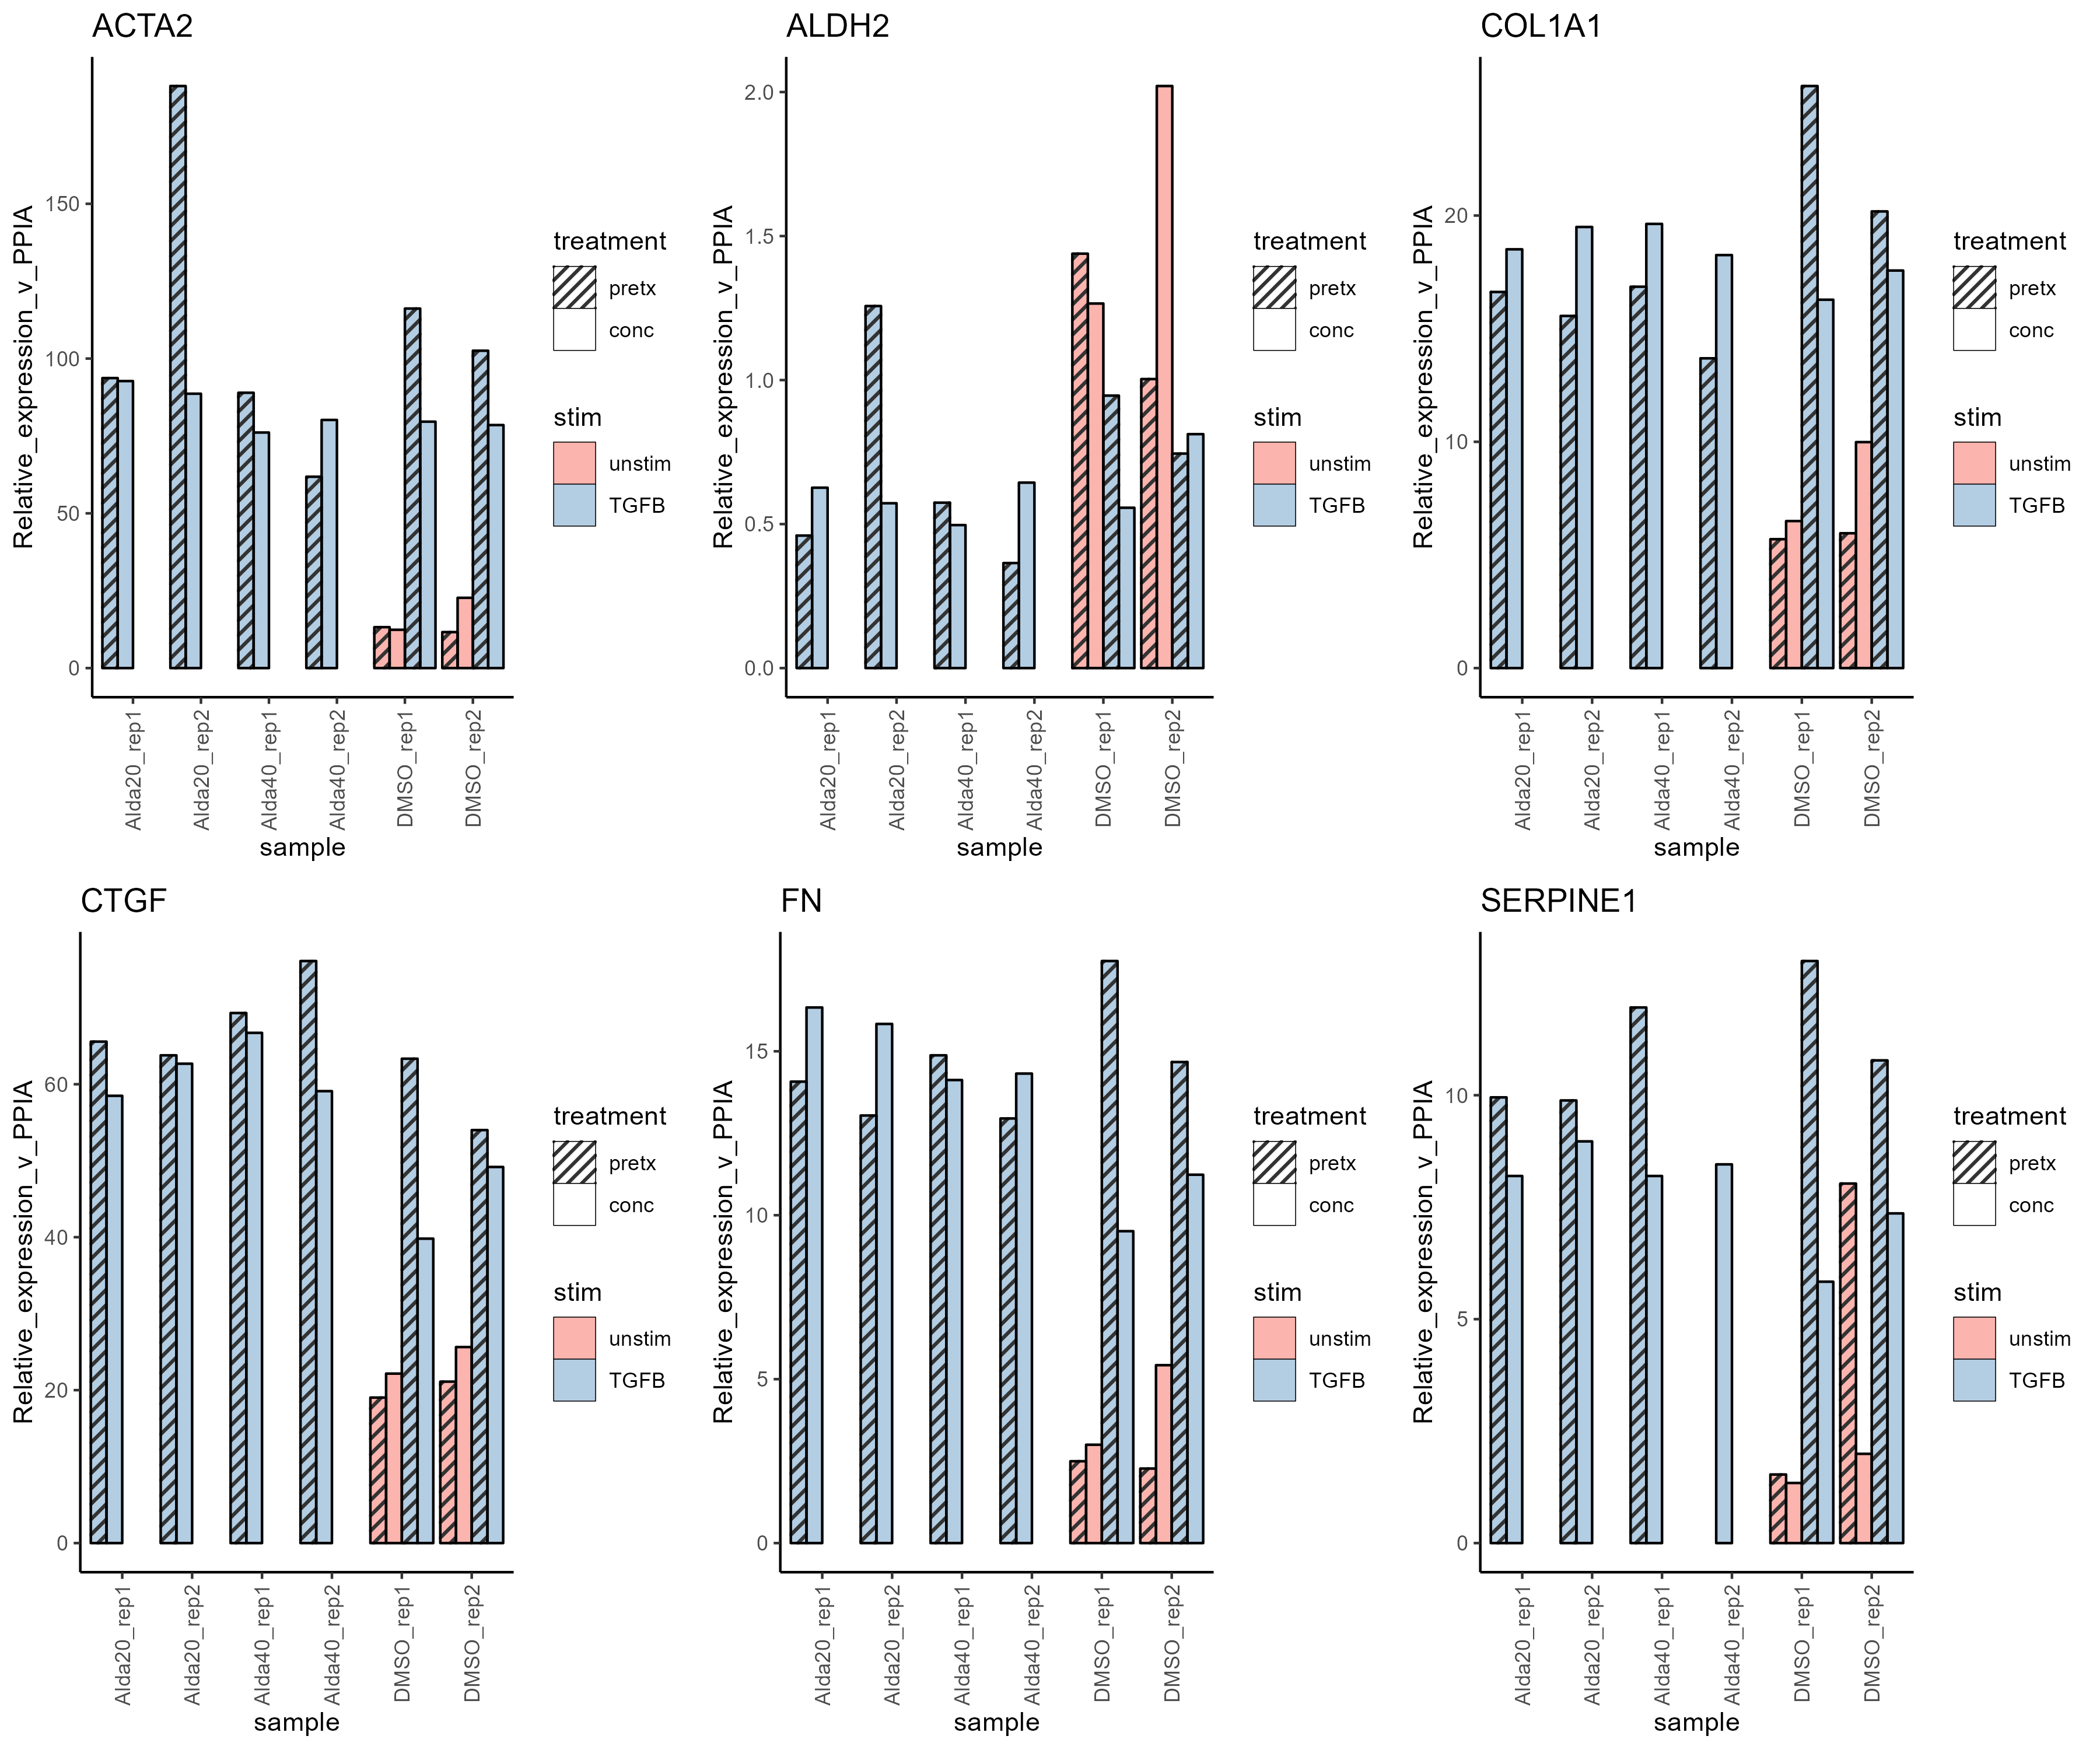 ACTA2
Relative_expression_v_PPIA
150
100
50
0
Alda20_rep1
Alda20_rep2
Alda40_rep1
Alda40_rep2
DMSO_rep1
DMSO_rep2
sample
treatment
pretx
conc
stim
unstim
TGFB
ALDH2
Relative_expression_v_PPIA
2.0
1.5
1.0
0.5
0.0
Alda20_rep1
Alda20_rep2
Alda40_rep1
Alda40_rep2
DMSO_rep1
DMSO_rep2
sample
treatment
pretx
conc
stim
unstim
TGFB
COL1A1
Relative_expression_v_PPIA
20
10
0
Alda20_rep1
Alda20_rep2
Alda40_rep1
Alda40_rep2
DMSO_rep1
DMSO_rep2
sample
treatment
pretx
conc
stim
unstim
TGFB
CTGF
Relative_expression_v_PPIA
60
40
20
0
Alda20_rep1
Alda20_rep2
Alda40_rep1
Alda40_rep2
DMSO_rep1
DMSO_rep2
sample
treatment
pretx
conc
stim
unstim
TGFB
FN
Relative_expression_v_PPIA
15
10
5
0
Alda20_rep1
Alda20_rep2
Alda40_rep1
Alda40_rep2
DMSO_rep1
DMSO_rep2
sample
treatment
pretx
conc
stim
unstim
TGFB
SERPINE1
Relative_expression_v_PPIA
10
5
0
Alda20_rep1
Alda20_rep2
Alda40_rep1
Alda40_rep2
DMSO_rep1
DMSO_rep2
sample
treatment
pretx
conc
stim
unstim
TGFB